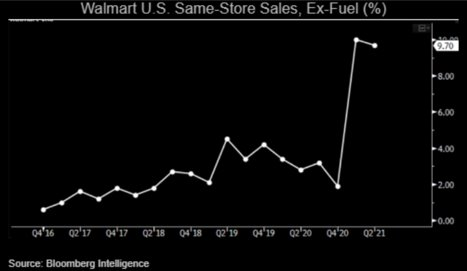 Walmart U.S. Same-Store Sales, Ex-Fuel (%)
10.00
9.70
8.00
6.00
4.00
2.00
0.00
Q4'16 Q2'17 Q4'17 Q2'18 Q4'18 Q2'19 Q4'19 Q2'20 Q4'20 Q2'21
Source: Bloomberg Intelligence